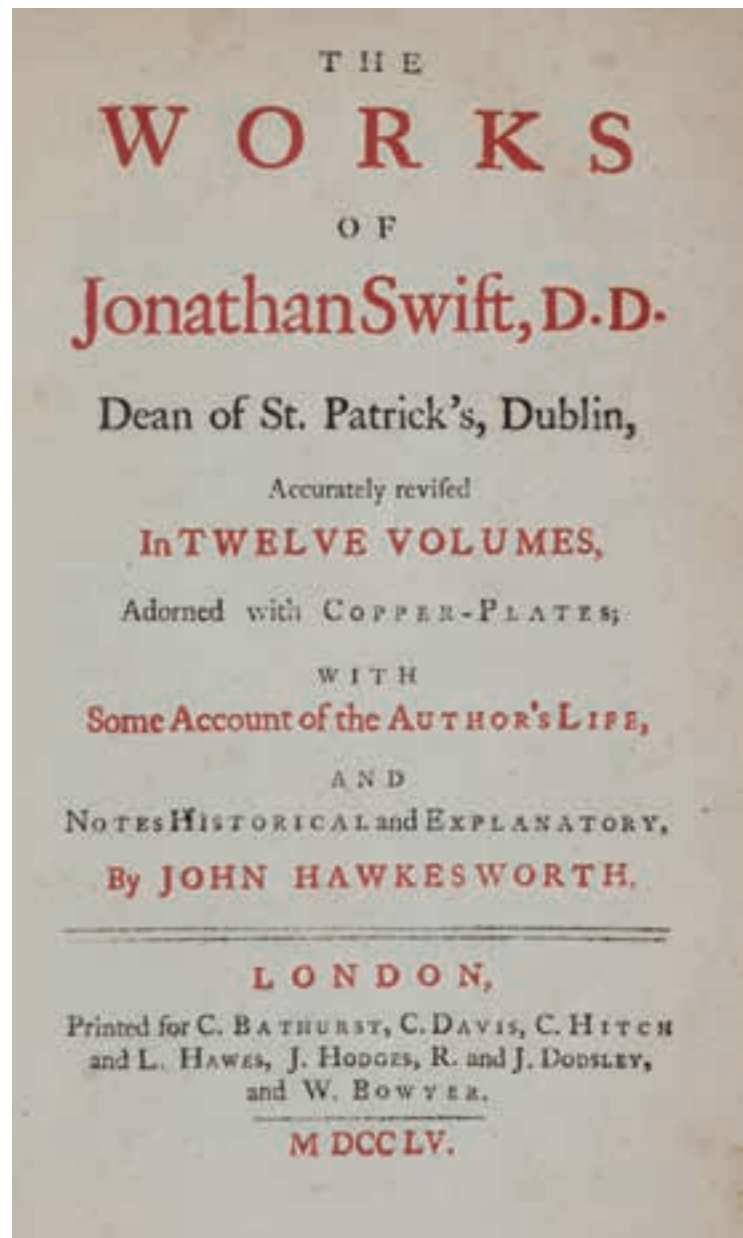 THE
WORKS
OF
Jonathan Swift, D.D.
Dean of St. Patrick's, Dublin,
Accurately reviſed
In TWELVE VOLUMES,
Adorned with COPPER-PLATES;
WITH
Some Account of the AUTHOR's LIFE,
AND
NOTES HISTORICAL and EXPLANATORY,
By JOHN HAWKESWORTH.
LONDON,
Printed for C. BATHURST, C. DAVIS, C. HITCH
and L. HAWES, J. HODGES, R. and J. DODSLEY,
and W. BOWYER.
M DCC LV.